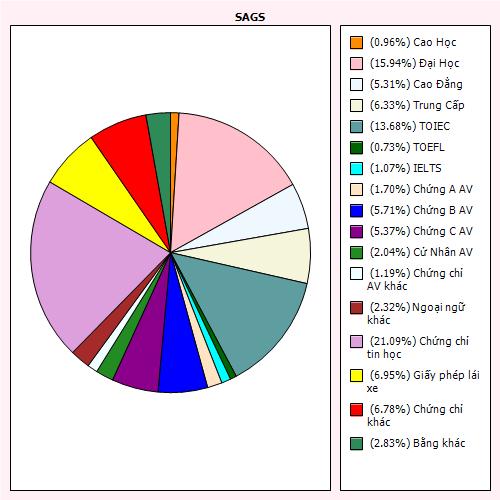 SAGS
(0.96%) Cao Học
(15.94%) Đại Học
(5.31%) Cao Đẳng
(6.33%) Trung Cấp
(13.68%) TOIEC
(0.73%) TOEFL
(1.07%) IELTS
(1.70%) Chứng A AV
(5.71%) Chứng B AV
(5.37%) Chứng C AV
(2.04%) Cử Nhân AV
(1.19%) Chứng chỉ
AV khác
(2.32%) Ngoại ngữ
khác
(21.09%) Chứng chỉ
tin học
(6.95%) Giấy phép lái
xe
(6.78%) Chứng chỉ
khác
(2.83%) Bằng khác